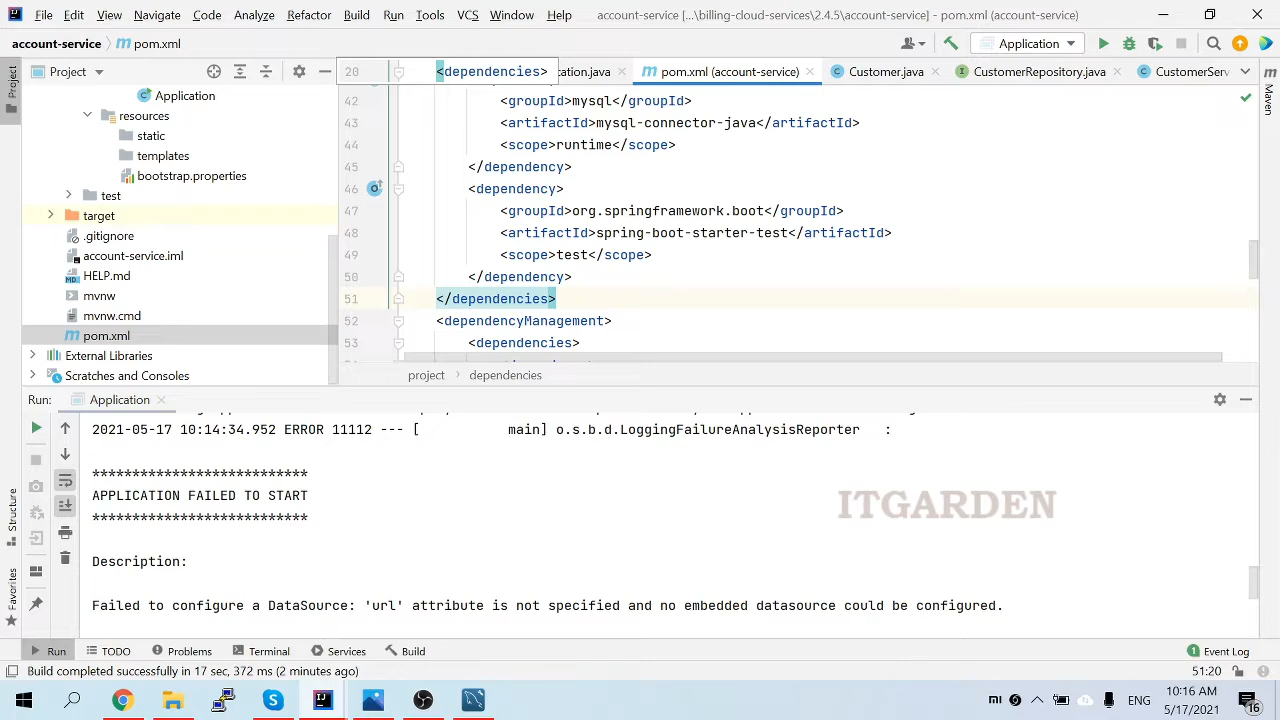 File Edit View Navigate Code Analyze Refactor Build Run Tools VCS Window Help account-service [...\billing-cloud-services\2.4.5\account-service] - pom.xml (account-service)
account-service pom.xml Application
Project
Project
20 <dependencies>
cation.java
pom.xml (account-service)
Customer.java
CustomerRepository.java
CustomerServ
Maven
Application
resources
static
templates
bootstrap.properties
test
target
.gitignore
account-service.iml
HELP.md
mvnw
mvnw.cmd
pom.xml
External Libraries
Scratches and Consoles
42 <groupId>mysql</groupId>
43 <artifactId>mysql-connector-java</artifactId>
44 <scope>runtime</scope>
45 </dependency>
46 <dependency>
47 <groupId>org.springframework.boot</groupId>
48 <artifactId>spring-boot-starter-test</artifactId>
49 <scope>test</scope>
50 </dependency>
51 </dependencies>
52 <dependencyManagement>
53 <dependencies>
project dependencies
Run: Application
2021-05-17 10:14:34.952 ERROR 11112 --- [ main] o.s.b.d.LoggingFailureAnalysisReporter :
***************************
APPLICATION FAILED TO START
***************************
ITGARDEN
Description:
Failed to configure a DataSource: 'url' attribute is not specified and no embedded datasource could be configured.
Structure
Favorites
Run TODO Problems Terminal Services Build Event Log
Build completed successfully in 17 sec, 372 ms (2 minutes ago) 51:20
ENG
10:16 AM
5/17/2021
16